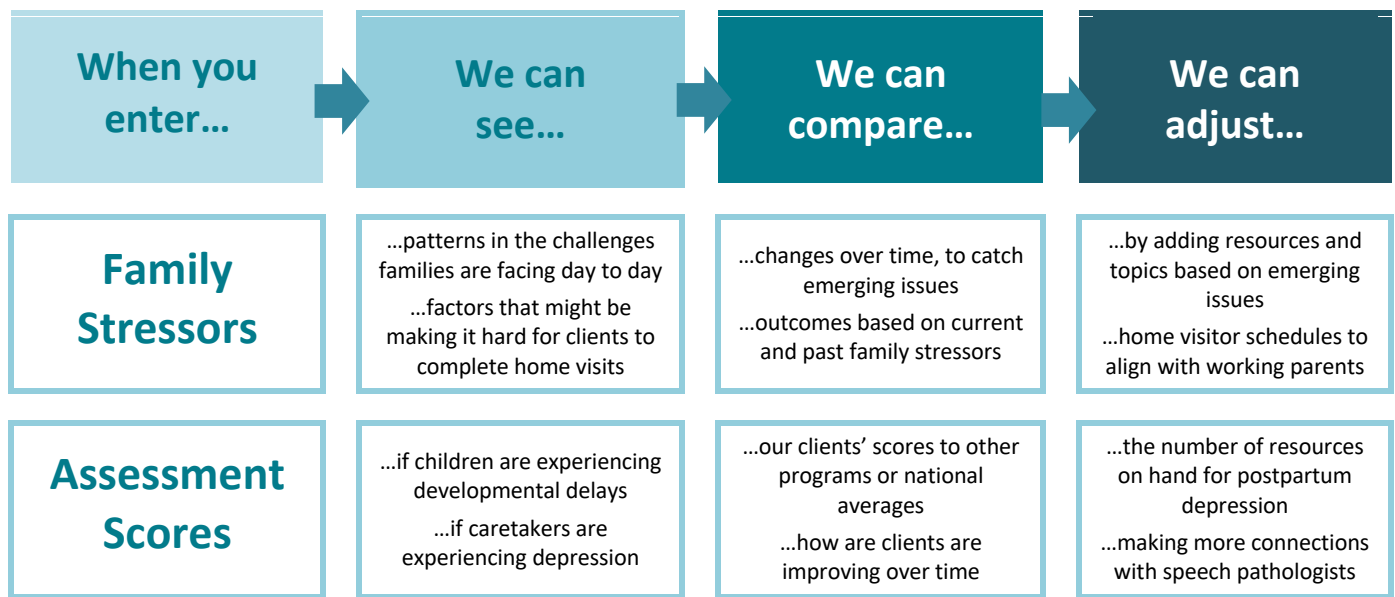 When you
enter…
We can
see…
We can
compare…
We can
adjust…
Family
Stressors
…patterns in the challenges
families are facing day to day
…factors that might be
making it hard for clients to
complete home visits
…changes over time, to catch
emerging issues
…outcomes based on current
and past family stressors
…by adding resources and
topics based on emerging
issues
…home visitor schedules to
align with working parents
Assessment
Scores
…if children are experiencing
developmental delays
…if caretakers are
experiencing depression
…our clients’ scores to other
programs or national
averages
…how are clients are
improving over time
…the number of resources
on hand for postpartum
depression
…making more connections
with speech pathologists